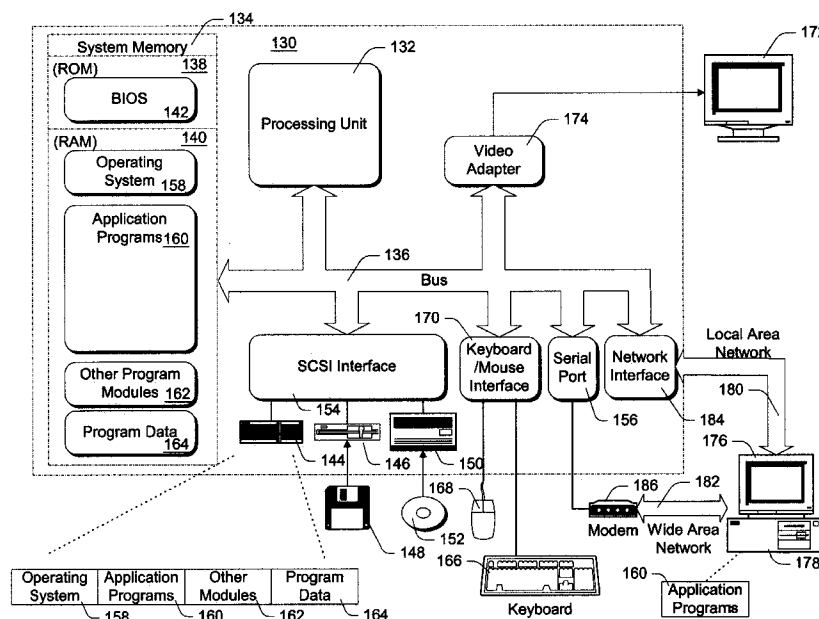 134
System Memory
(ROM) 138
BIOS
142
(RAM) 140
Operating
System
158
Application
Programs 160
Other Program
Modules 162
Program Data
164
130
132
Processing Unit
174
Video
Adapter
172
136
Bus
SCSI Interface
154
170
Keyboard
/Mouse
Interface
Serial
Port
156
Network
Interface
184
Local Area
Network
180
144
146
150
148
152
168
166
Keyboard
186
Modem
182
Wide Area
Network
176
178
160
Application
Programs
Operating
System
Application
Programs
Other
Modules
Program
Data
158
160
162
164